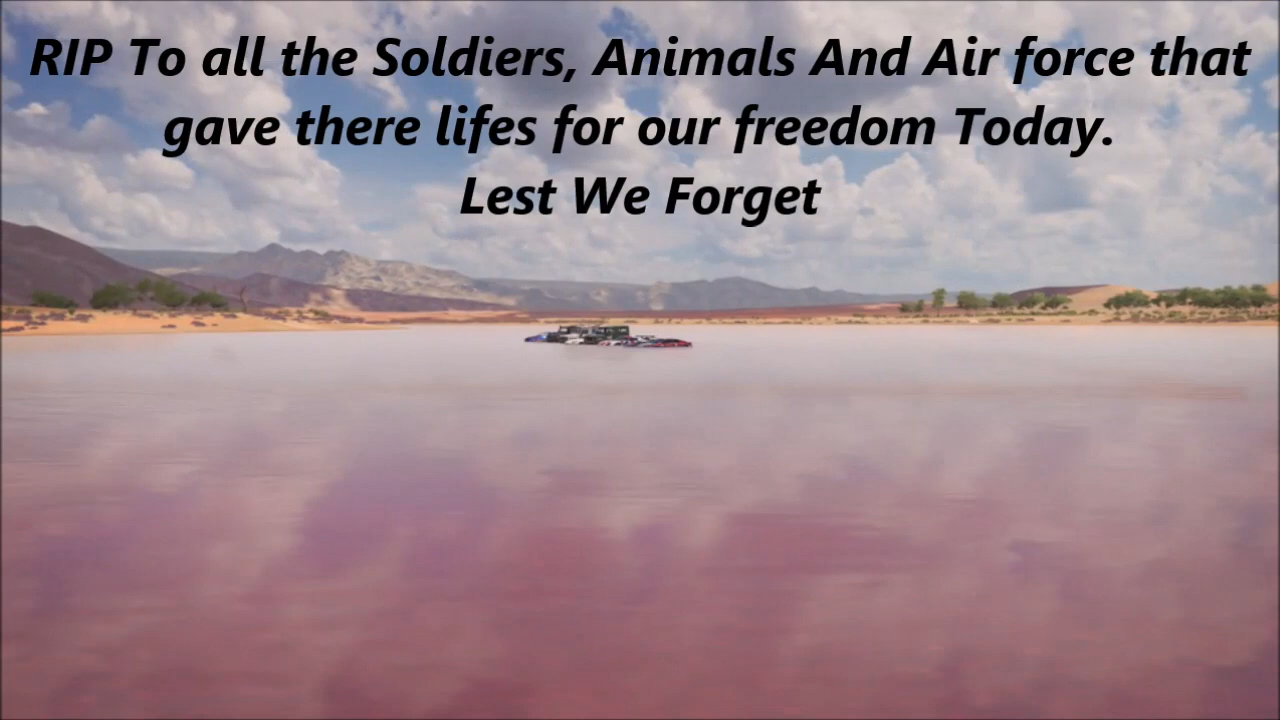 RIP To all the Soldiers, Animals And Air force that
gave there lifes for our freedom Today.
Lest We Forget